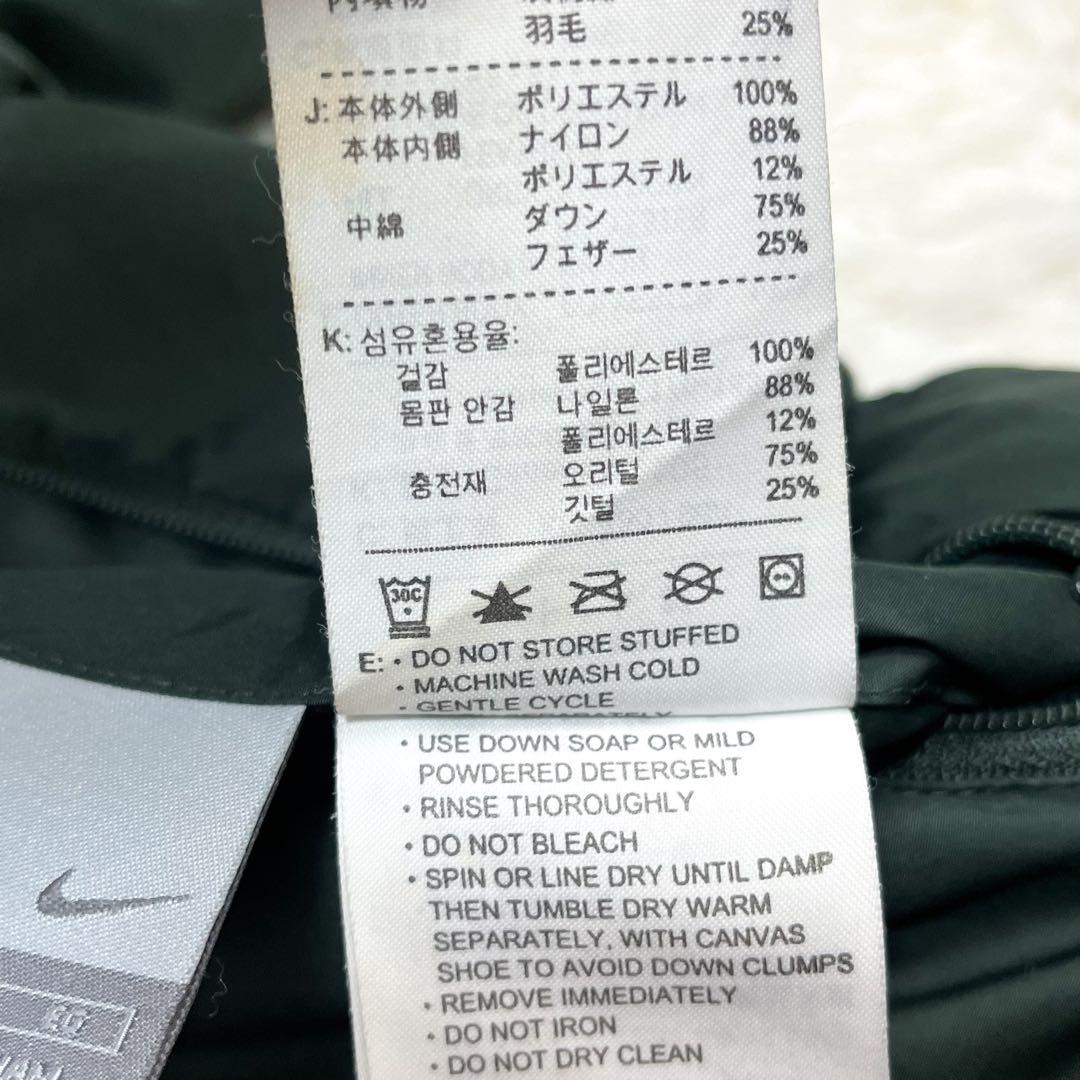 羽毛 25%
J: 本体外側 ポリエステル 100%
本体内側 ナイロン 88%
ポリエステル 12%
中綿 ダウン 75%
フェザー 25%
K: 섬유혼용율:
겉감 폴리에스테르 100%
몸판 안감 나일론 88%
폴리에스테르 12%
충전재 오리털 75%
깃털 25%
30C
E: • DO NOT STORE STUFFED
• MACHINE WASH COLD
• GENTLE CYCLE
• USE DOWN SOAP OR MILD
POWDERED DETERGENT
• RINSE THOROUGHLY
• DO NOT BLEACH
• SPIN OR LINE DRY UNTIL DAMP
THEN TUMBLE DRY WARM
SEPARATELY, WITH CANVAS
SHOE TO AVOID DOWN CLUMPS
• REMOVE IMMEDIATELY
• DO NOT IRON
• DO NOT DRY CLEAN